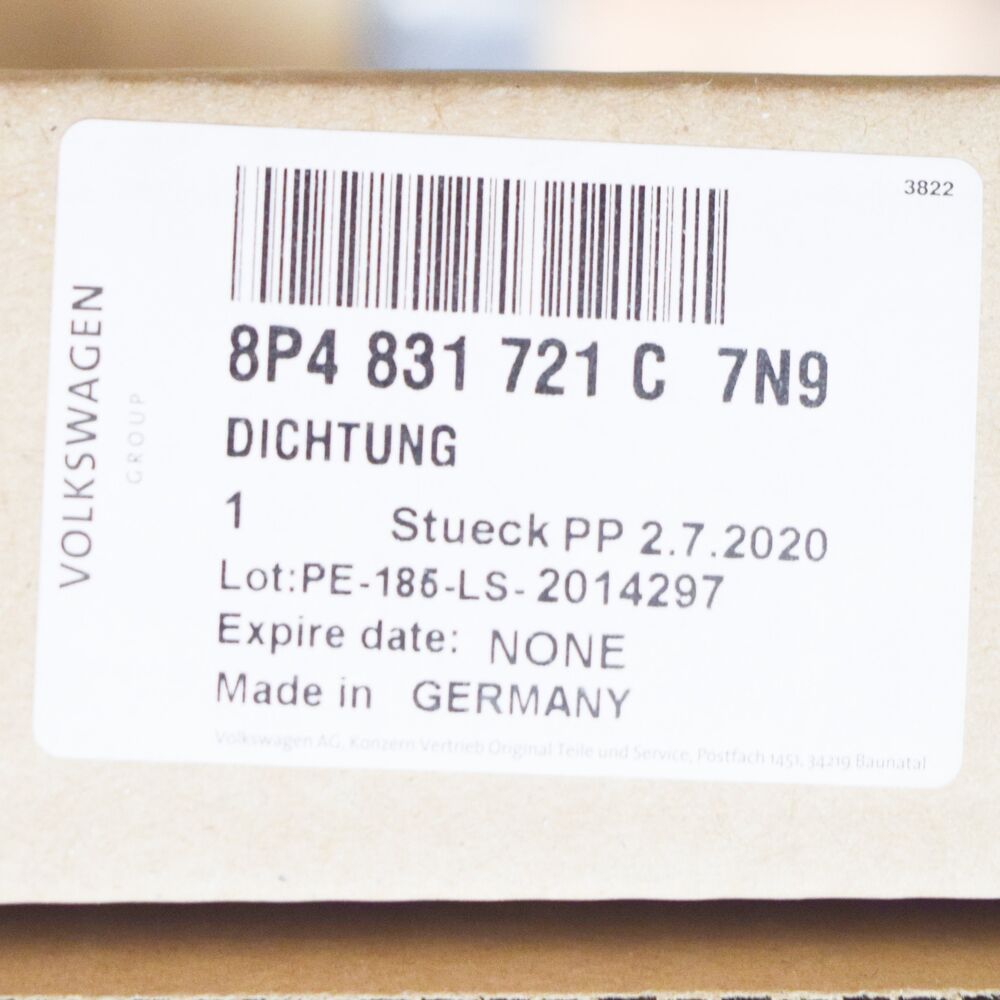 3822
8P4 831 721 C 7N9
DICHTUNG
1 Stueck PP 2.7.2020
Lot:PE-186-LS-2014297
Expire date: NONE
Made in GERMANY
Volkswagen AG, Konzern Vertrieb Original Teile und Service, Postfach 1451, 34219 Baunatal
VOLKSWAGEN
GROUP